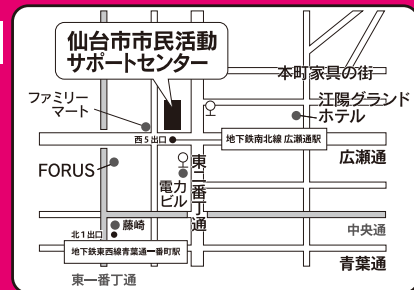 仙台市市民活動
サポートセンター
本町家具の街
ファミリー
マート
江陽グランド
ホテル
西5出口
地下鉄南北線 広瀬通駅
広瀬通
FORUS
東二番丁通
電力
ビル
藤崎
中央通
北1出口
地下鉄東西線青葉通一番町駅
青葉通
東一番丁通